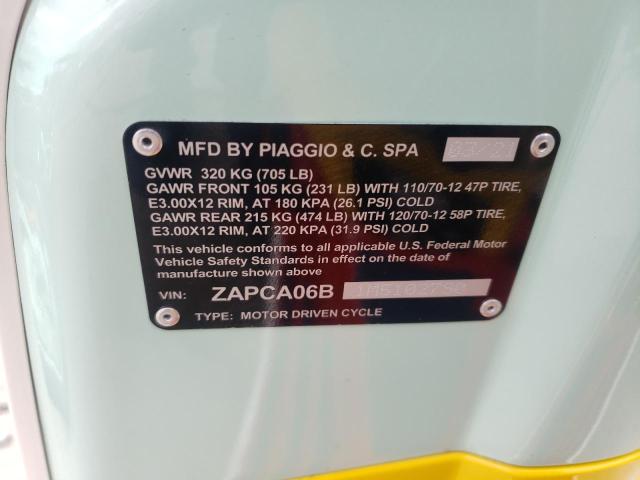 MFD BY PIAGGIO & C. SPA 03/21
GVWR 320 KG (705 LB)
GAWR FRONT 105 KG (231 LB) WITH 110/70-12 47P TIRE,
E3.00X12 RIM, AT 180 KPA (26.1 PSI) COLD
GAWR REAR 215 KG (474 LB) WITH 120/70-12 58P TIRE,
E3.00X12 RIM, AT 220 KPA (31.9 PSI) COLD
This vehicle conforms to all applicable U.S. Federal Motor
Vehicle Safety Standards in effect on the date of
manufacture shown above
VIN: ZAPCA06B
TYPE: MOTOR DRIVEN CYCLE